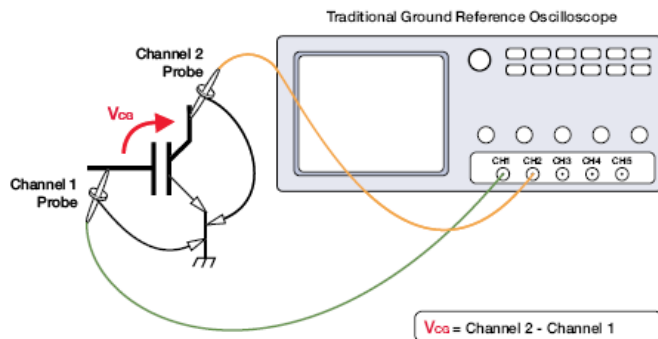 Traditional Ground Reference Oscilloscope
Channel 2
Probe
VCG
Channel 1
Probe
CH1 CH2 CH3 CH4 CH5
VCG = Channel 2 - Channel 1